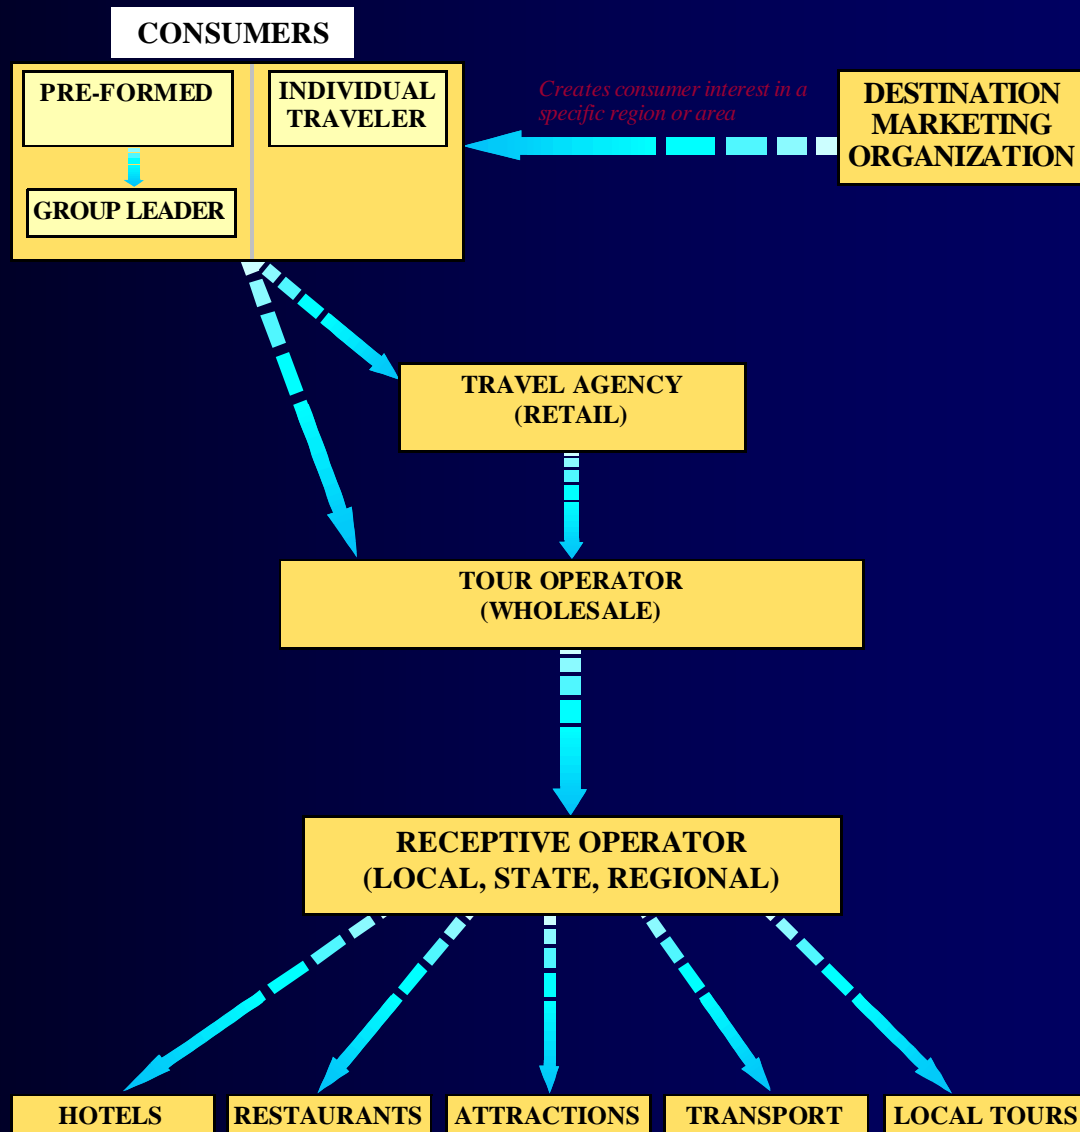 CONSUMERS
PRE-FORMED
GROUP LEADER
INDIVIDUAL
TRAVELER
Creates consumer interest in a
specific region or area
DESTINATION
MARKETING
ORGANIZATION
TRAVEL AGENCY
(RETAIL)
TOUR OPERATOR
(WHOLESALE)
RECEPTIVE OPERATOR
(LOCAL, STATE, REGIONAL)
HOTELS
RESTAURANTS
ATTRACTIONS
TRANSPORT
LOCAL TOURS